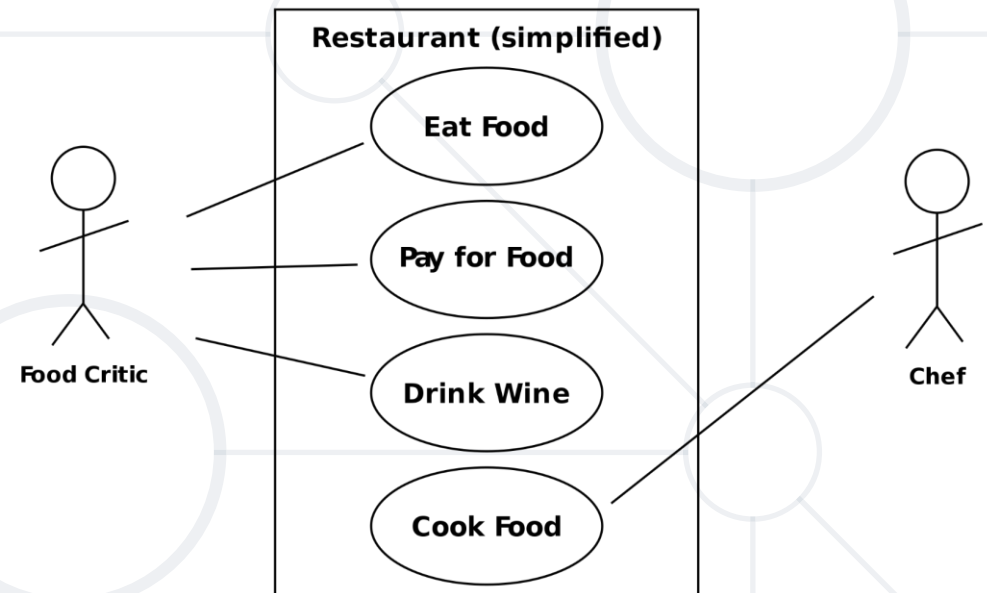 Restaurant (simplified)
Eat Food
Pay for Food
Drink Wine
Cook Food
Food Critic
Chef